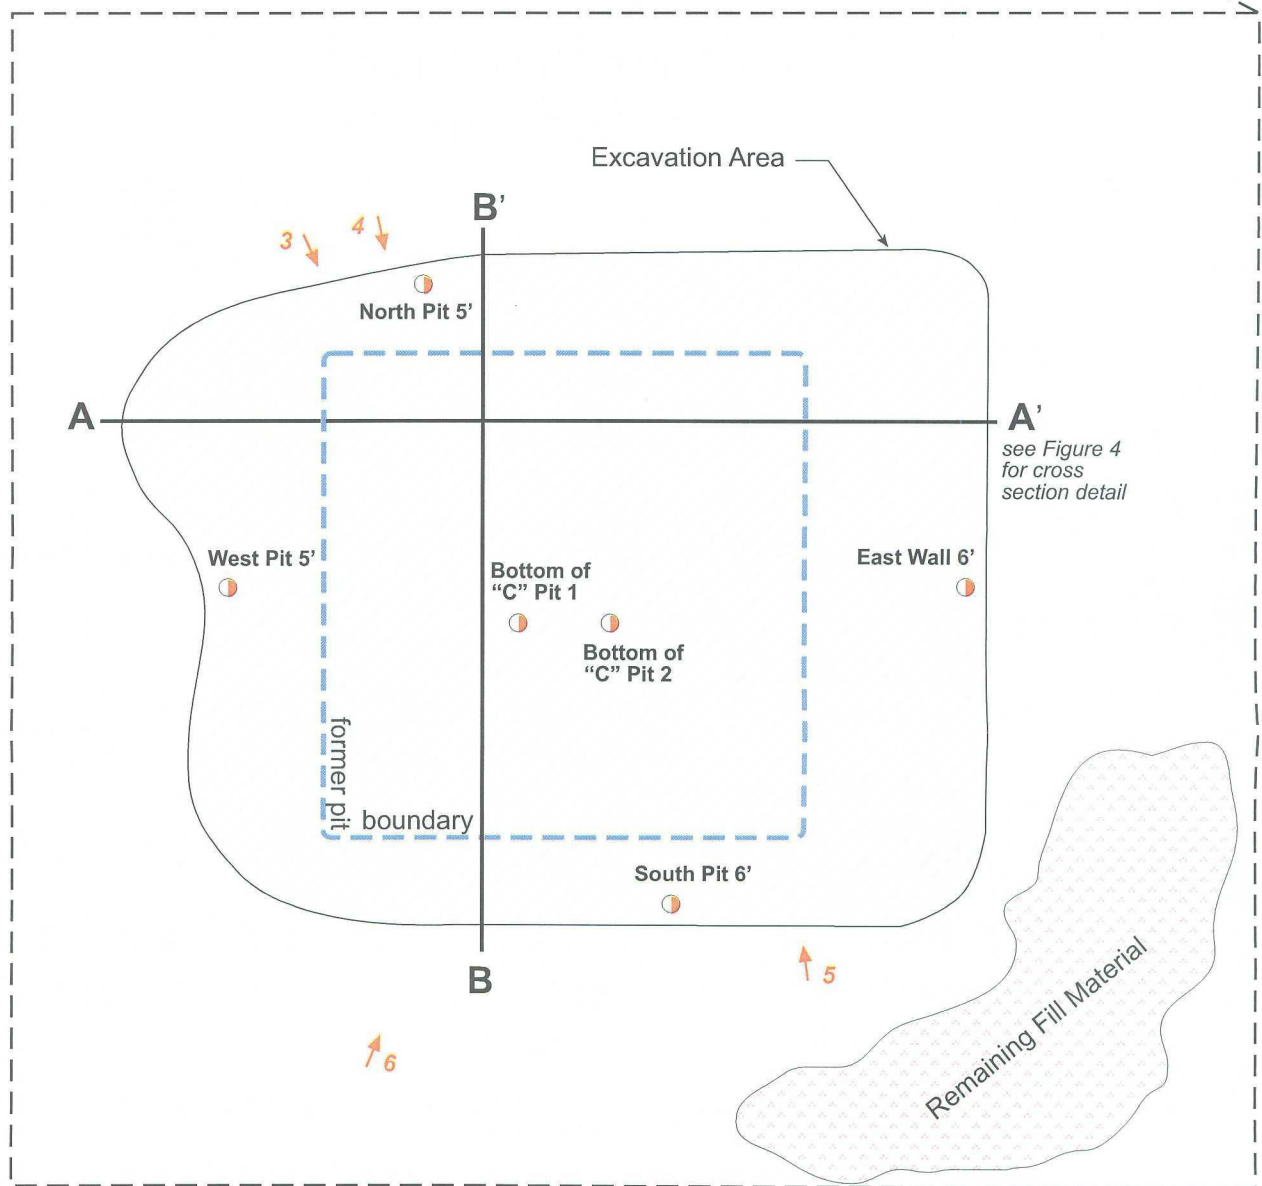 Excavation Area
B’
3
4
North Pit 5’
A
A’
see Figure 4
for cross
section detail
West Pit 5’
East Wall 6’
Bottom of
“C” Pit 1
Bottom of
“C” Pit 2
former pit
boundary
South Pit 6’
B
5
6
Remaining Fill Material